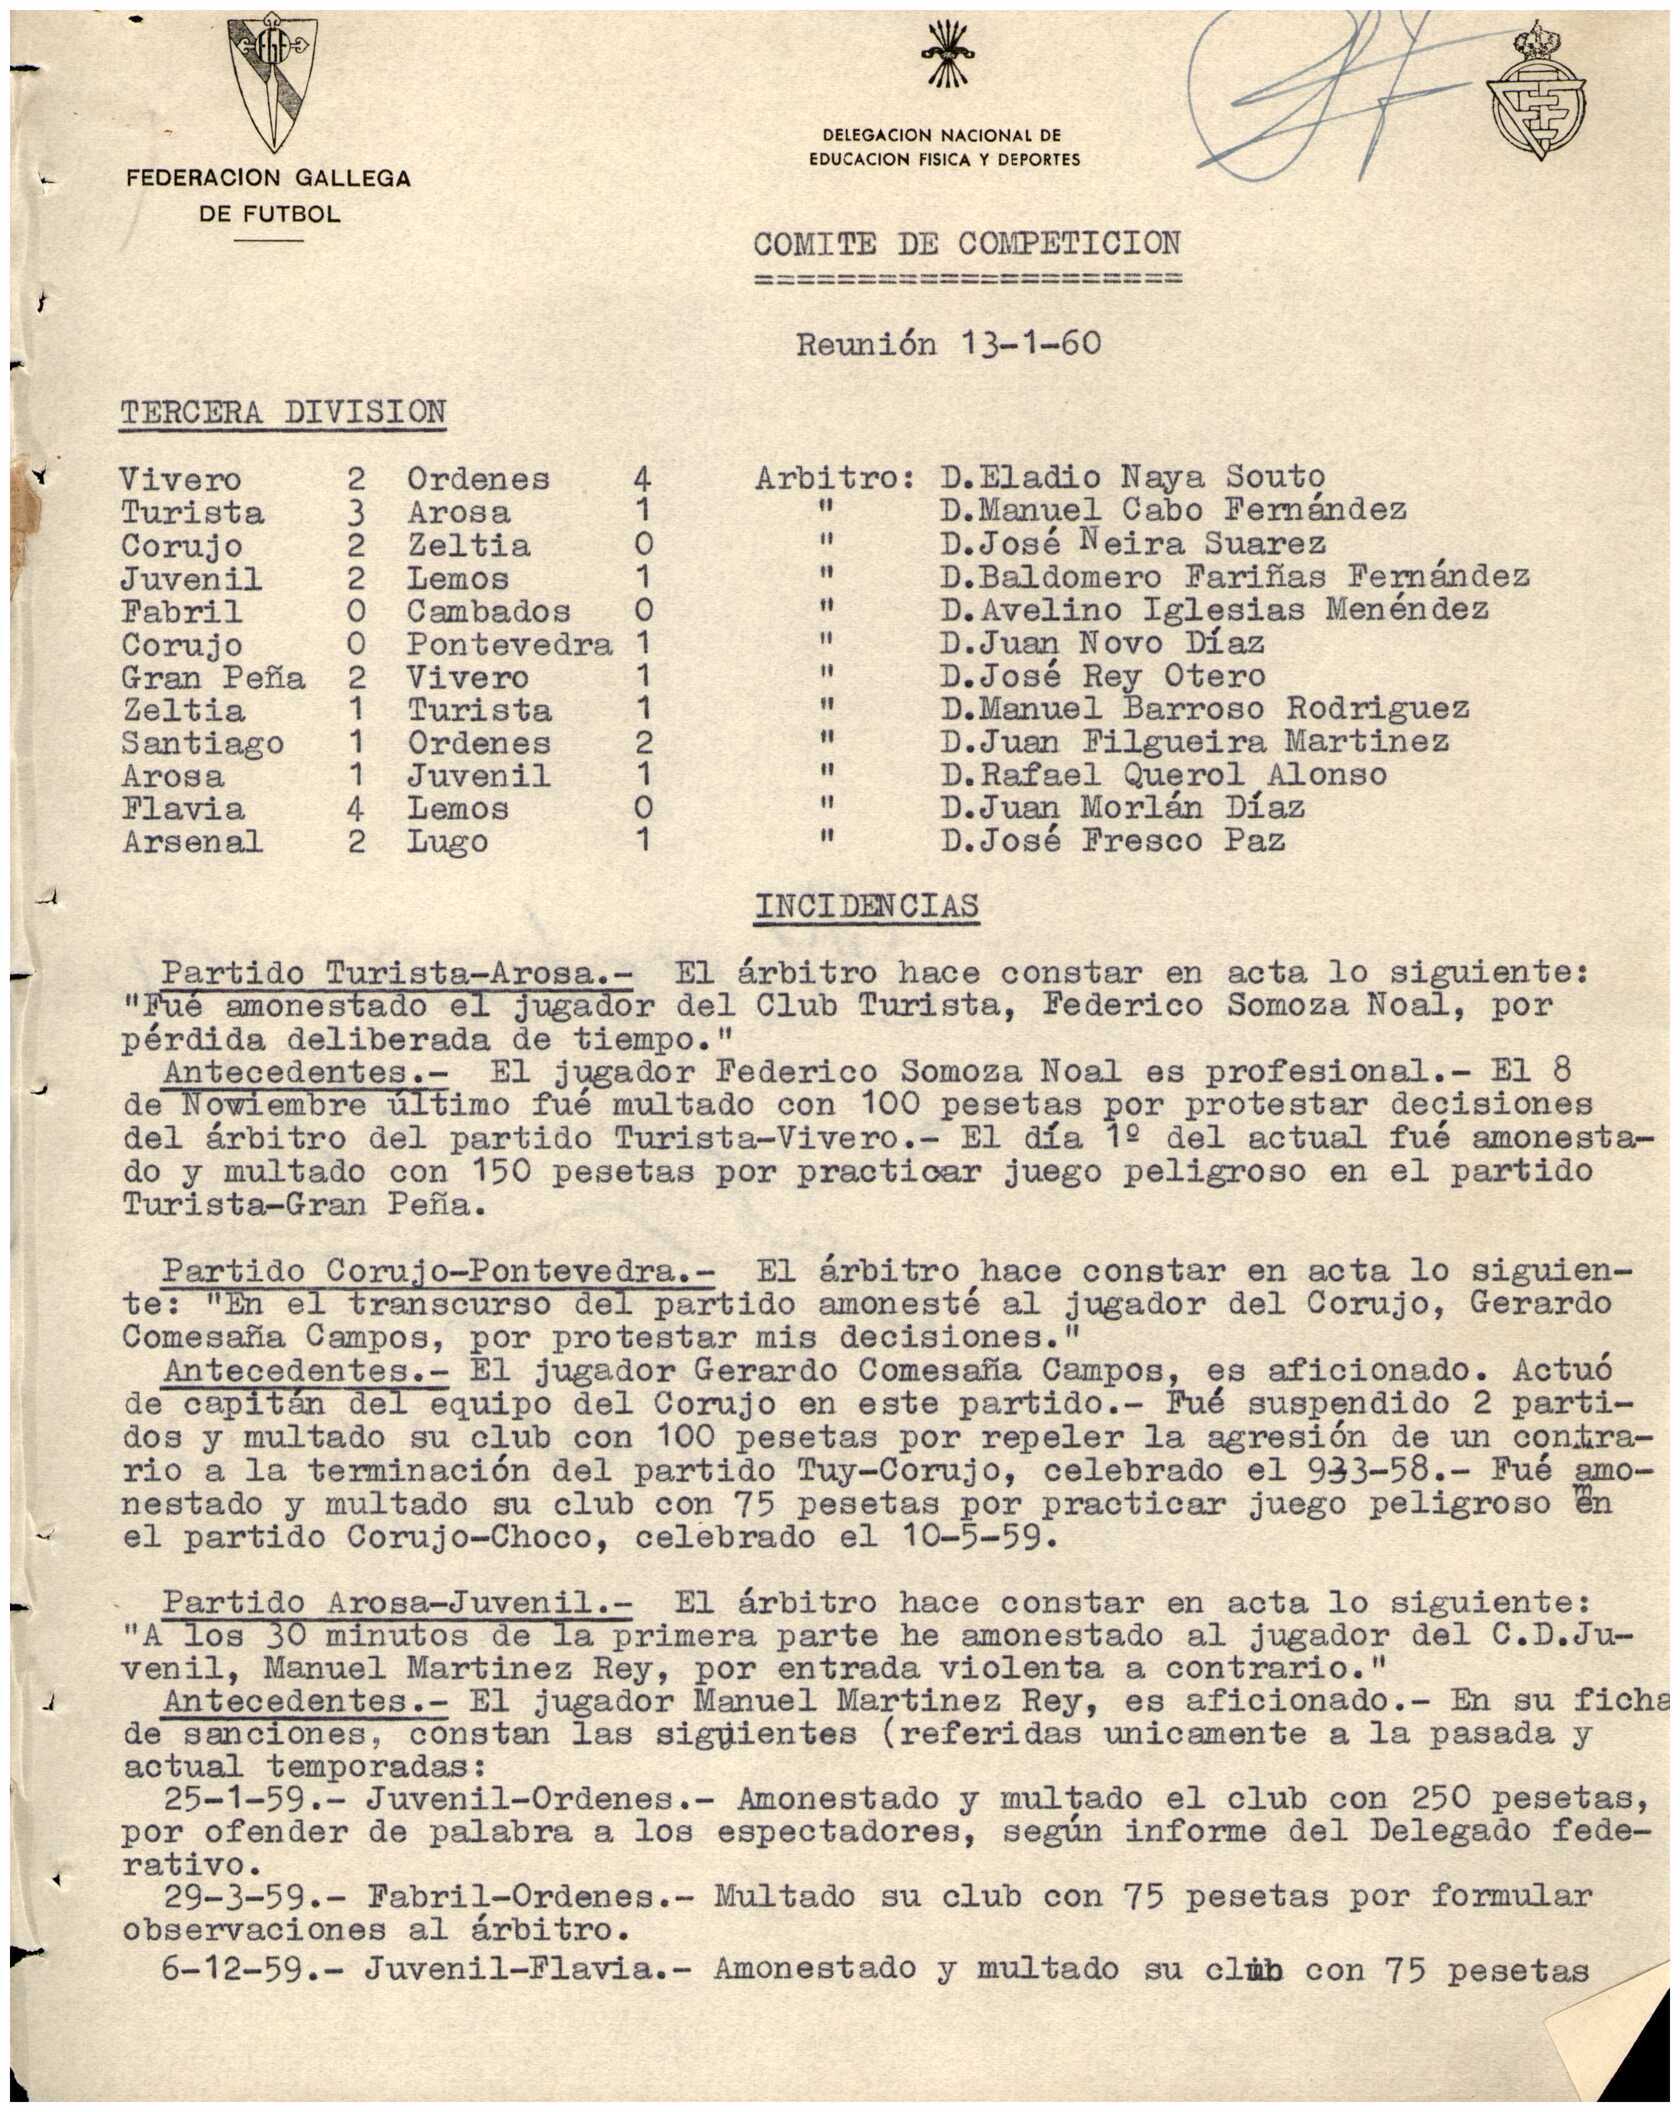 FGF
FEDERACION GALLEGA
DE FUTBOL
DELEGACION NACIONAL DE
EDUCACION FISICA Y DEPORTES
COMITE DE COMPETICION
=====================
Reunión 13-1-60
TERCERA DIVISION
Vivero 2 Ordenes 4 Arbitro: D.Eladio Naya Souto
Turista 3 Arosa 1 " D.Manuel Cabo Fernández
Corujo 2 Zeltia 0 " D.José Neira Suarez
Juvenil 2 Lemos 1 " D.Baldomero Fariñas Fernández
Fabril 0 Cambados 0 " D.Avelino Iglesias Menéndez
Corujo 0 Pontevedra 1 " D.Juan Novo Díaz
Gran Peña 2 Vivero 1 " D.José Rey Otero
Zeltia 1 Turista 1 " D.Manuel Barroso Rodriguez
Santiago 1 Ordenes 2 " D.Juan Filgueira Martinez
Arosa 1 Juvenil 1 " D.Rafael Querol Alonso
Flavia 4 Lemos 0 " D.Juan Morlán Díaz
Arsenal 2 Lugo 1 " D.José Fresco Paz
INCIDENCIAS
Partido Turista-Arosa.- El árbitro hace constar en acta lo siguiente:
"Fué amonestado el jugador del Club Turista, Federico Somoza Noal, por
pérdida deliberada de tiempo."
Antecedentes.- El jugador Federico Somoza Noal es profesional.- El 8
de Noviembre último fué multado con 100 pesetas por protestar decisiones
del árbitro del partido Turista-Vivero.- El día 1º del actual fué amonesta-
do y multado con 150 pesetas por practicar juego peligroso en el partido
Turista-Gran Peña.
Partido Corujo-Pontevedra.- El árbitro hace constar en acta lo siguien-
te: "En el transcurso del partido amonesté al jugador del Corujo, Gerardo
Comesaña Campos, por protestar mis decisiones."
Antecedentes.- El jugador Gerardo Comesaña Campos, es aficionado. Actuó
de capitán del equipo del Corujo en este partido.- Fué suspendido 2 parti-
dos y multado su club con 100 pesetas por repeler la agresión de un contra-
rio a la terminación del partido Tuy-Corujo, celebrado el 9-3-58.- Fué amo-
nestado y multado su club con 75 pesetas por practicar juego peligroso en
el partido Corujo-Choco, celebrado el 10-5-59.
Partido Arosa-Juvenil.- El árbitro hace constar en acta lo siguiente:
"A los 30 minutos de la primera parte he amonestado al jugador del C.D.Ju-
venil, Manuel Martinez Rey, por entrada violenta a contrario."
Antecedentes.- El jugador Manuel Martinez Rey, es aficionado.- En su ficha
de sanciones, constan las siguientes (referidas unicamente a la pasada y
actual temporadas:
25-1-59.- Juvenil-Ordenes.- Amonestado y multado el club con 250 pesetas,
por ofender de palabra a los espectadores, según informe del Delegado fede-
rativo.
29-3-59.- Fabril-Ordenes.- Multado su club con 75 pesetas por formular
observaciones al árbitro.
6-12-59.- Juvenil-Flavia.- Amonestado y multado su club con 75 pesetas